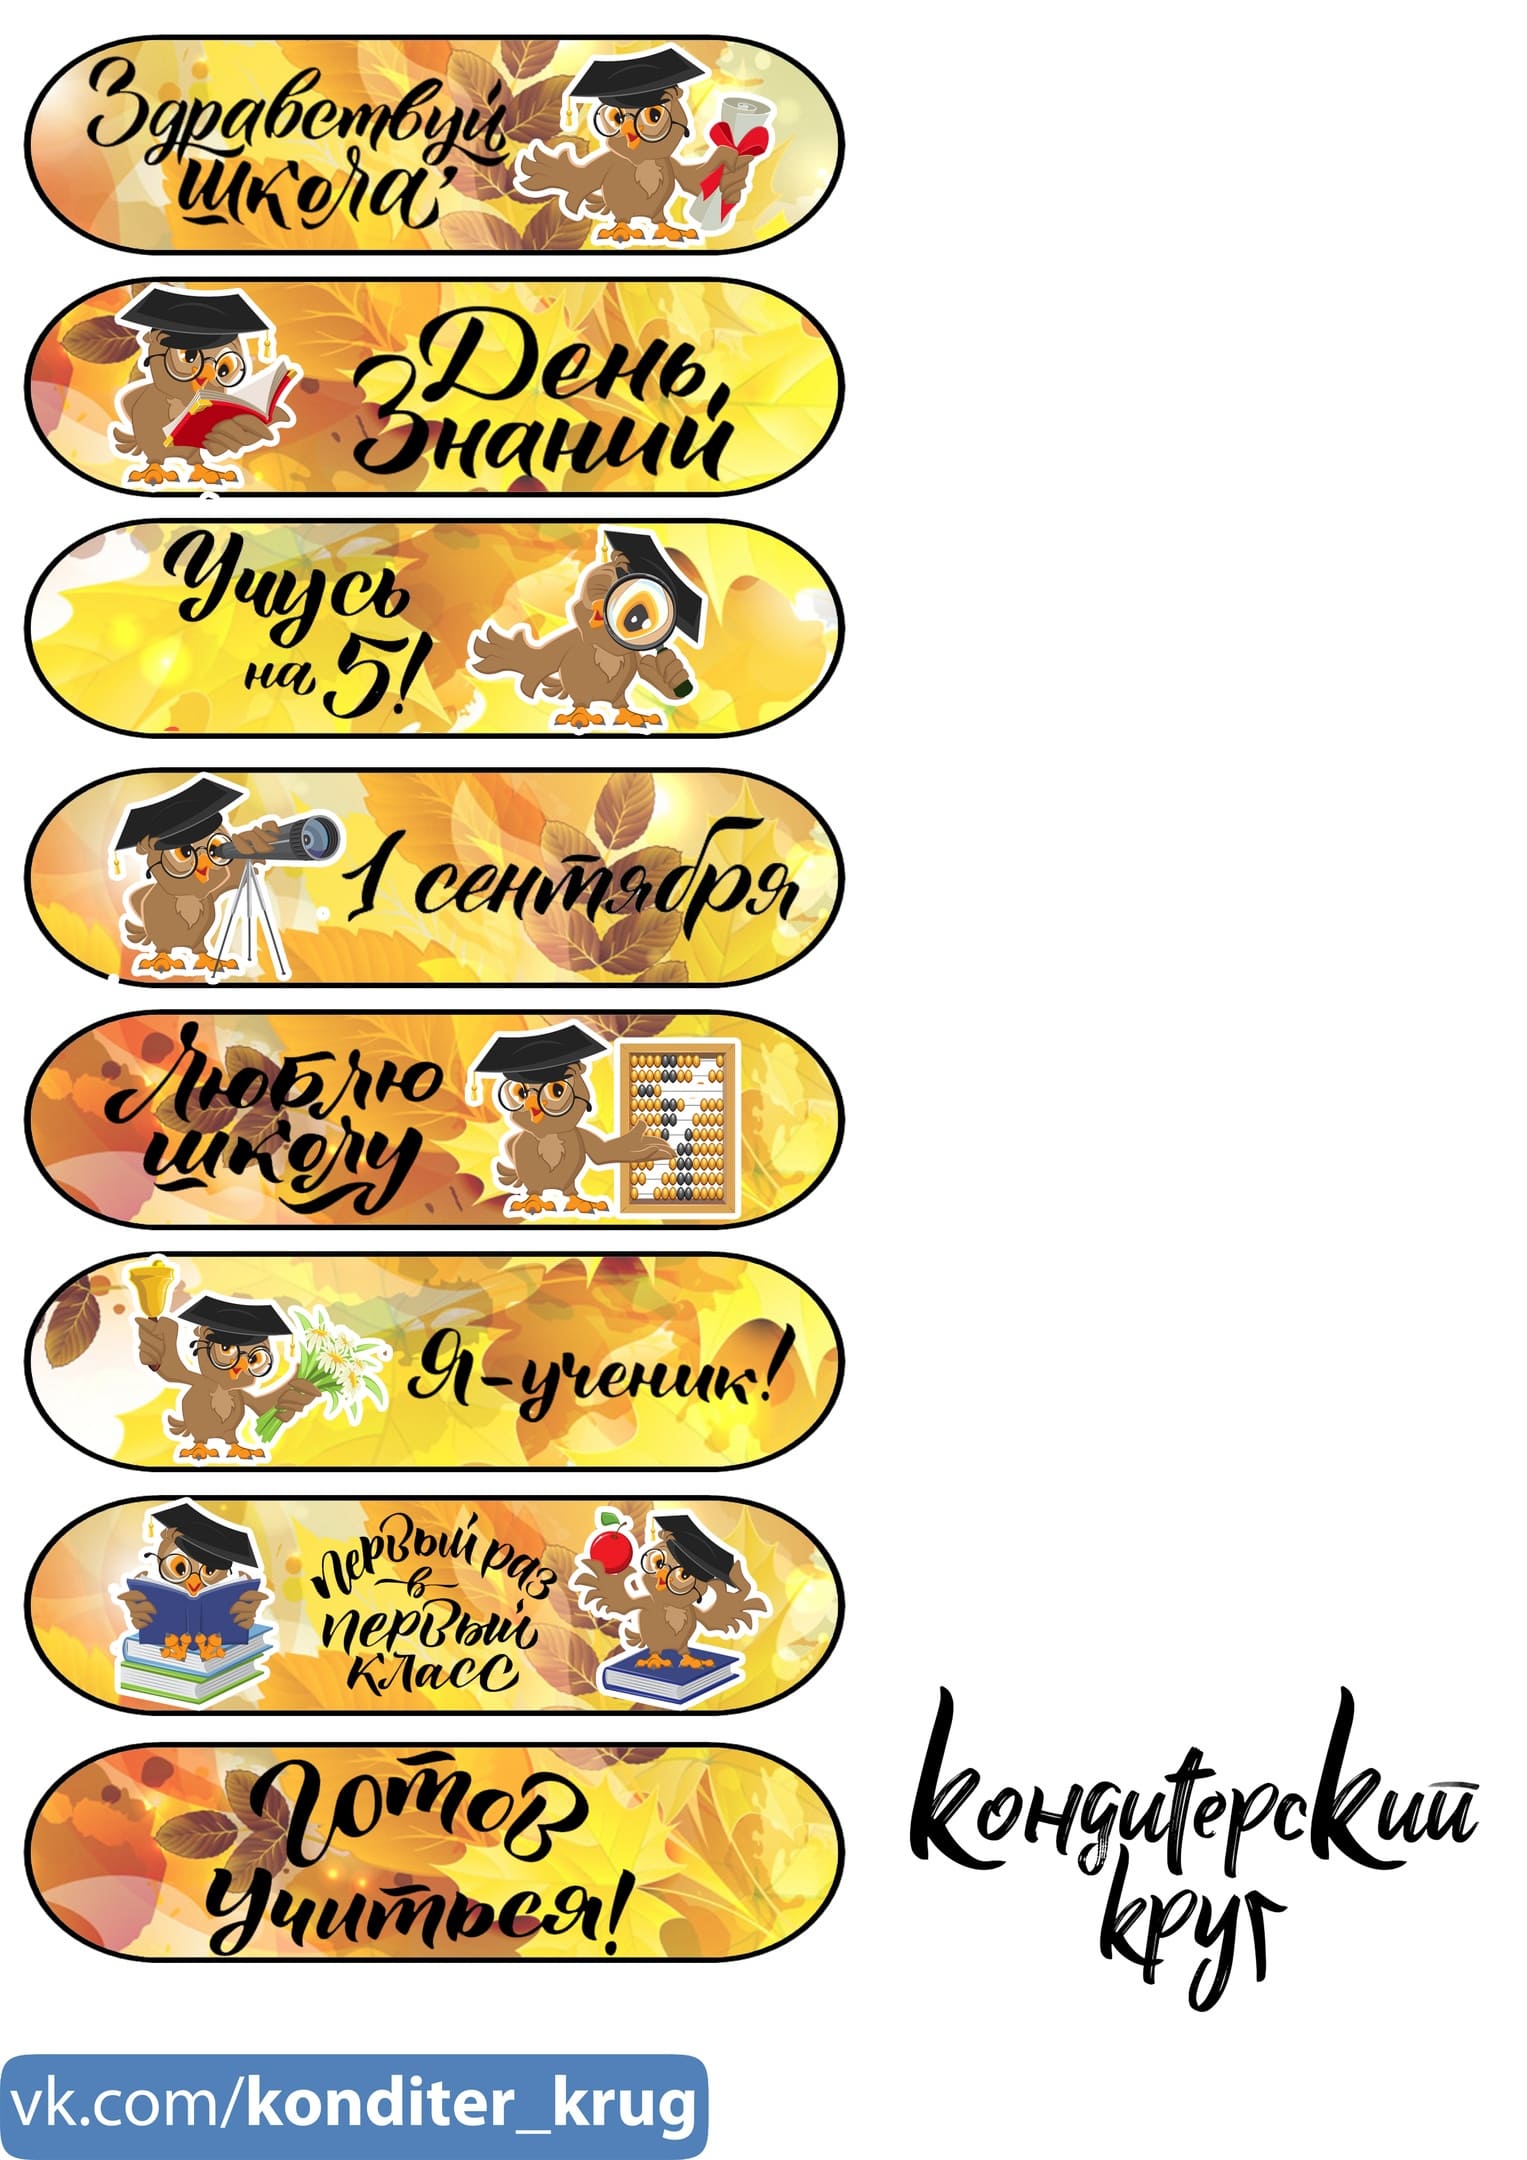 Здравствуй
школа
День
Знаний
Учусь
на 5!
1 сентября
Люблю
школу
Я-ученик!
первый раз
в
первый
класс
Готов
учиться!
кондитерский
круг
vk.com/konditer_krug